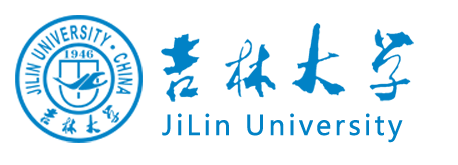 JILIN UNIVERSITY · CHINA
1946
吉林大学
吉林大学
JiLin University